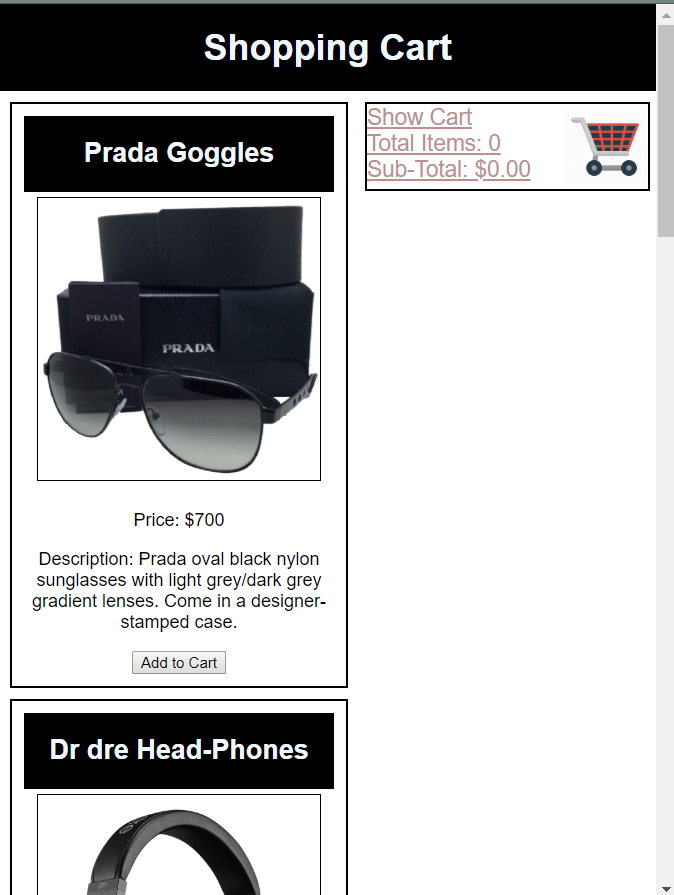 Shopping Cart
Prada Goggles
PRADA
PRADA
Price: $700
Description: Prada oval black nylon
sunglasses with light grey/dark grey
gradient lenses. Come in a designer-
stamped case.
Add to Cart
Dr dre Head-Phones
Show Cart
Total Items: 0
Sub-Total: $0.00